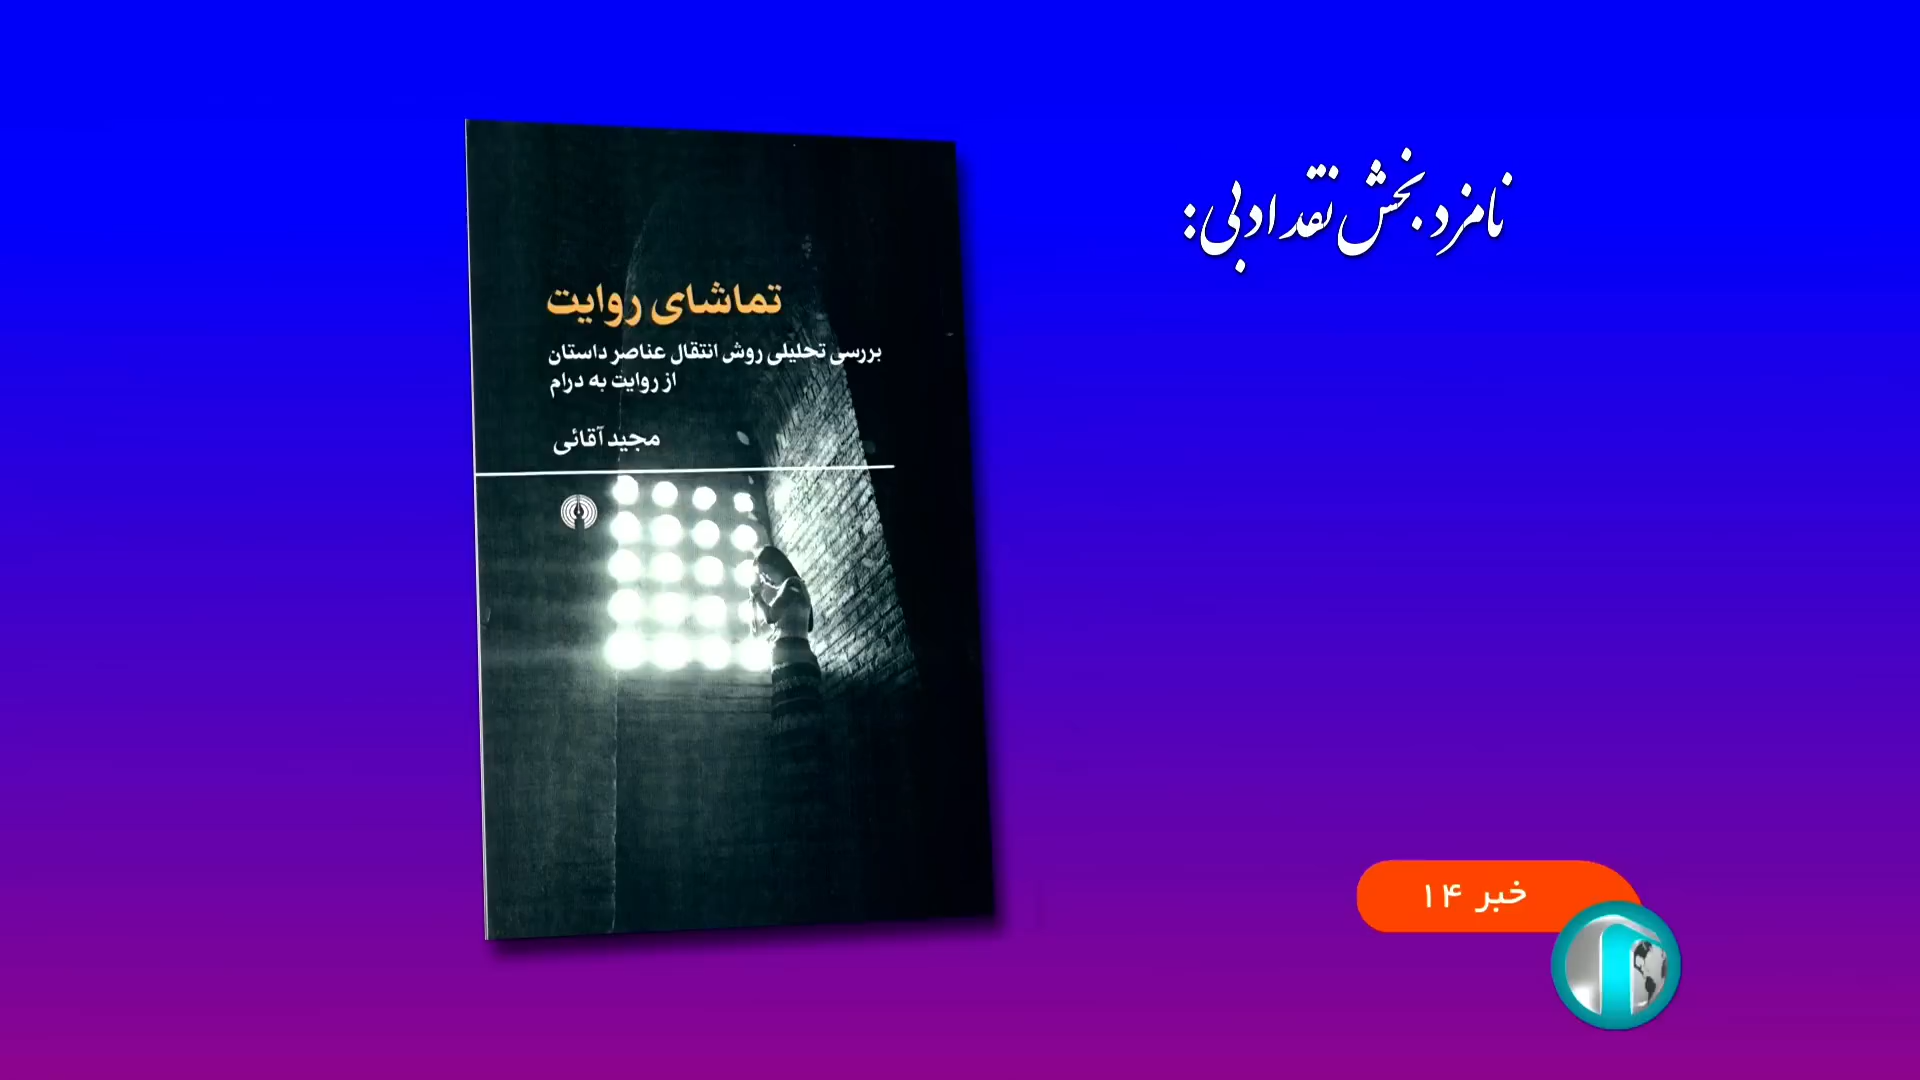 نامزد بخش نقد ادبی:
تماشای روایت
بررسی تحلیلی روش انتقال عناصر داستان
از روایت به درام
مجید آقائی
خبر ۱۴